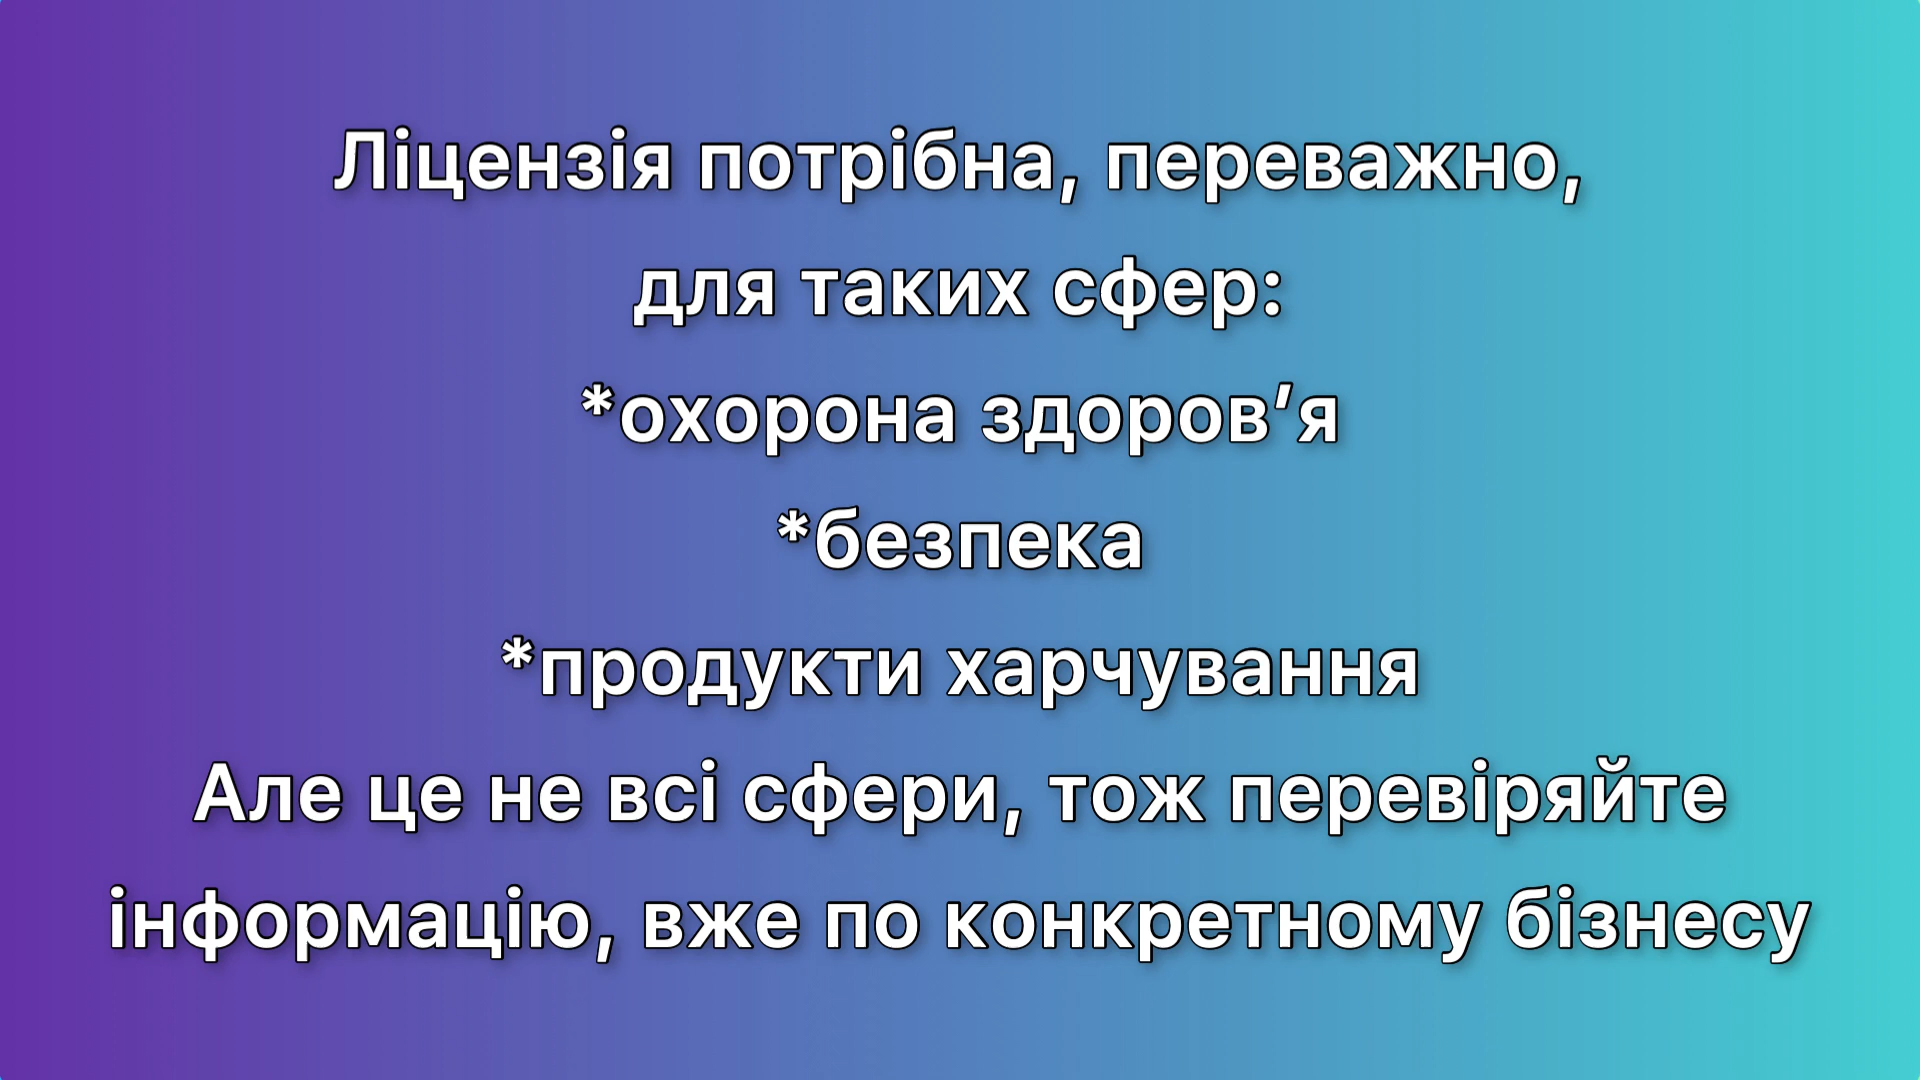 Ліцензія потрібна, переважно,
для таких сфер:
*охорона здоров’я
*безпека
*продукти харчування
Але це не всі сфери, тож перевіряйте
інформацію, вже по конкретному бізнесу